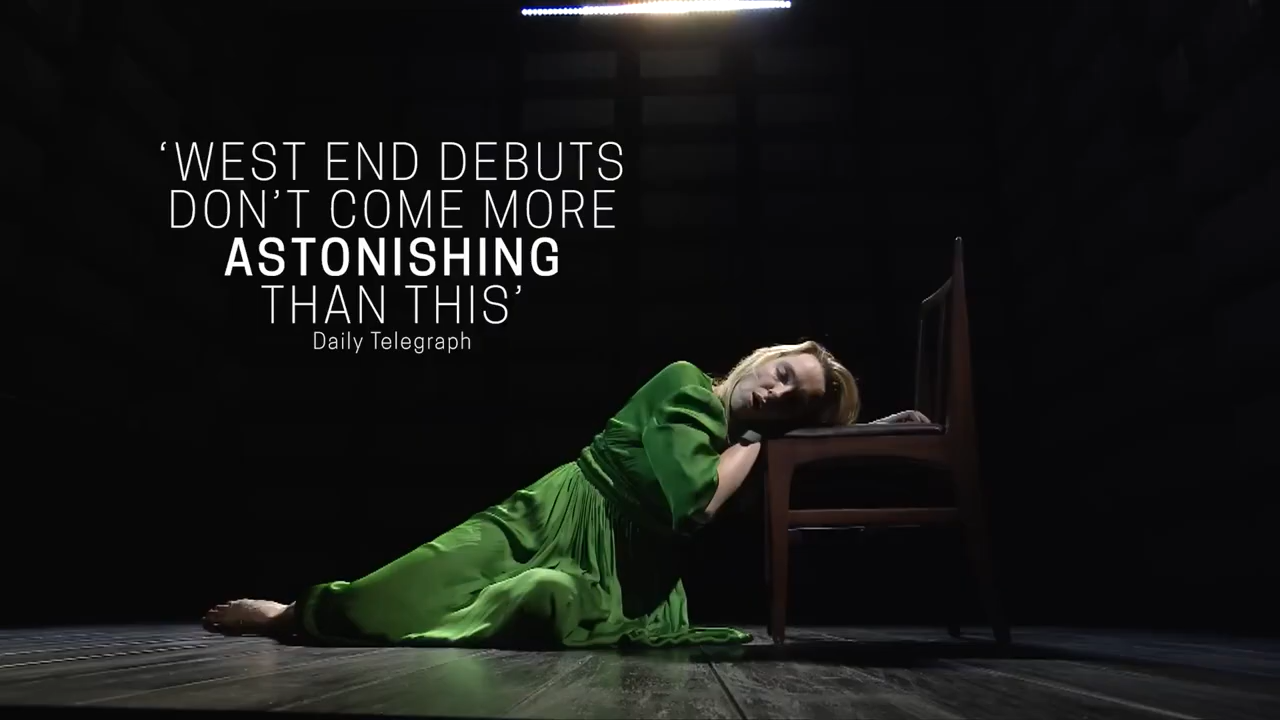 ‘WEST END DEBUTS
DON’T COME MORE
ASTONISHING
THAN THIS’
Daily Telegraph